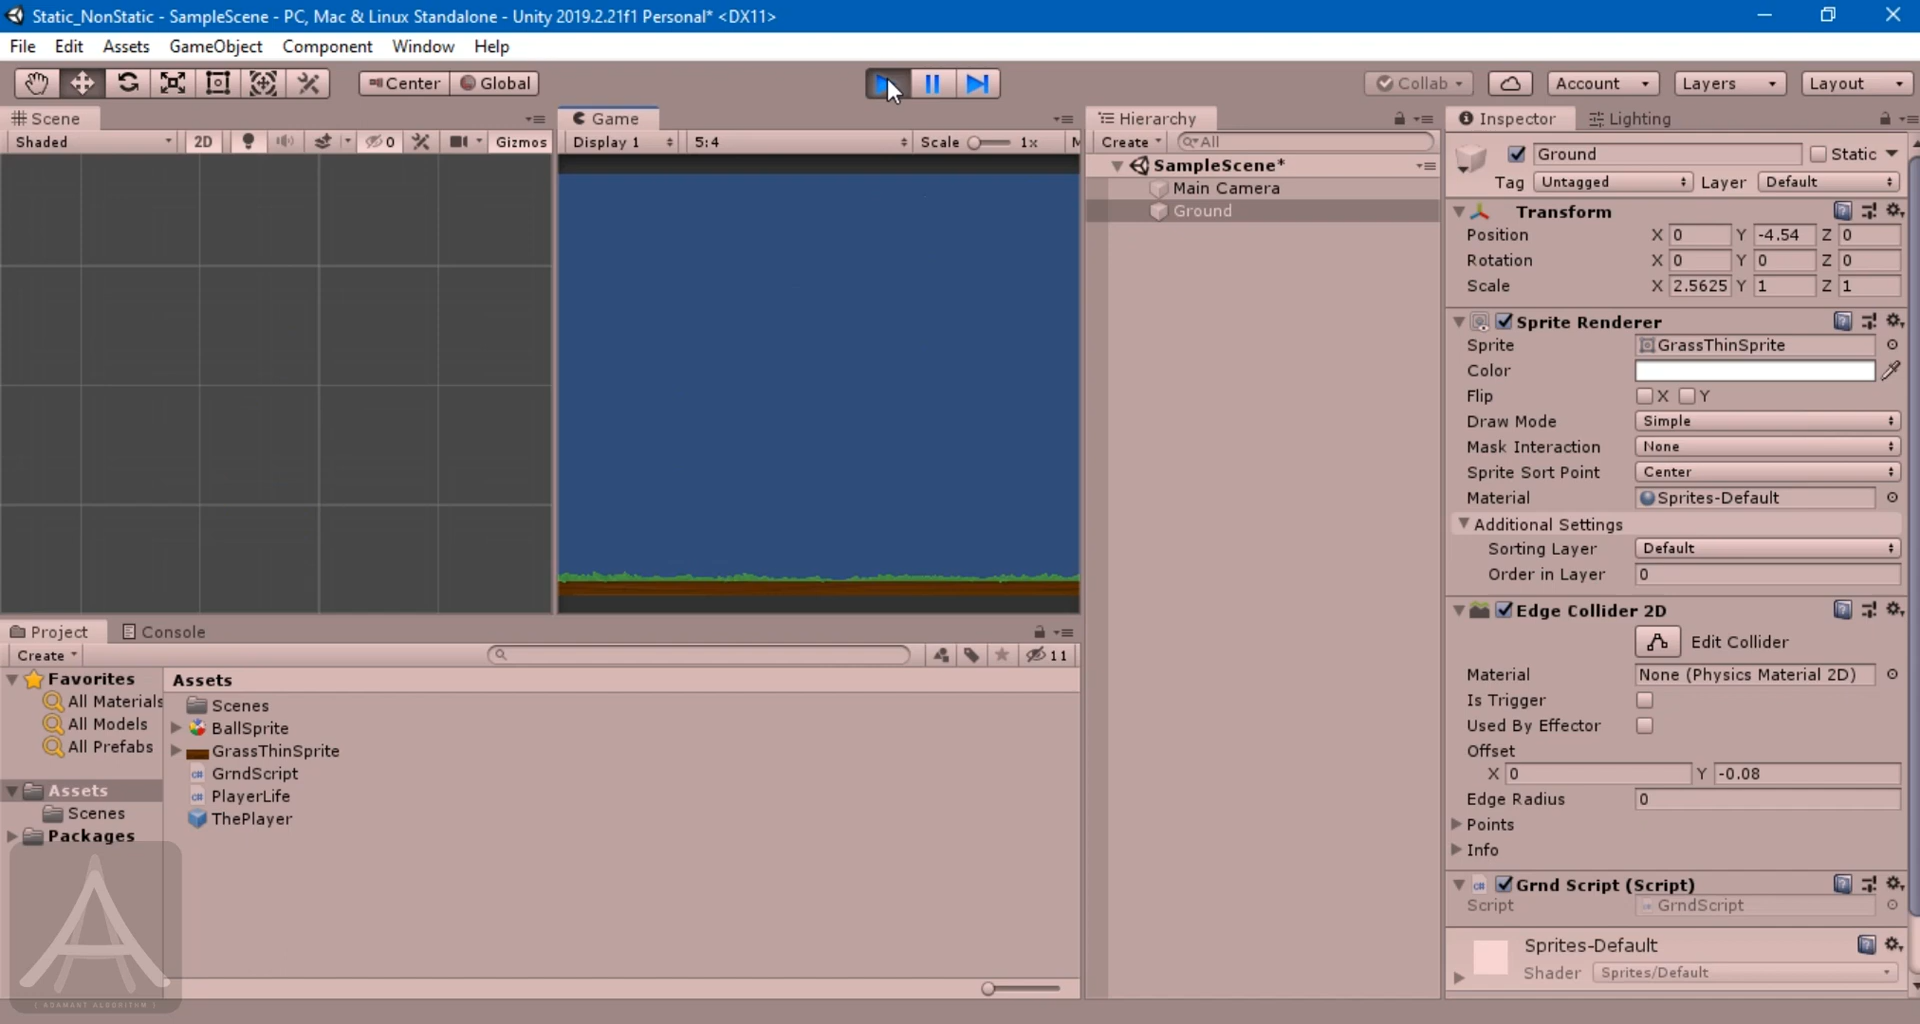 Static_NonStatic - SampleScene - PC, Mac & Linux Standalone - Unity 2019.2.21f1 Personal* <DX11>
File Edit Assets GameObject Component Window Help
Center Global Collab Account Layers Layout
Scene
Shaded 2D 0 Gizmos
Game
Display 1 5:4 Scale 1x M
Hierarchy
Create All
SampleScene*
Main Camera
Ground
Inspector Lighting
Ground Static
Tag Untagged Layer Default
Transform
Position X 0 Y -4.54 Z 0
Rotation X 0 Y 0 Z 0
Scale X 2.5625 Y 1 Z 1
Sprite Renderer
Sprite GrassThinSprite
Color
Flip X Y
Draw Mode Simple
Mask Interaction None
Sprite Sort Point Center
Material Sprites-Default
Additional Settings
Sorting Layer Default
Order in Layer 0
Edge Collider 2D
Edit Collider
Material None (Physics Material 2D)
Is Trigger
Used By Effector
Offset
X 0 Y -0.08
Edge Radius 0
Points
Info
Grnd Script (Script)
Script GrndScript
Sprites-Default
Shader Sprites/Default
Project Console
Create 11
Favorites
All Materials
All Models
All Prefabs
Assets
Scenes
Packages
Assets
Scenes
BallSprite
GrassThinSprite
GrndScript
PlayerLife
ThePlayer
[ ADAMANT ALGORITHM ]